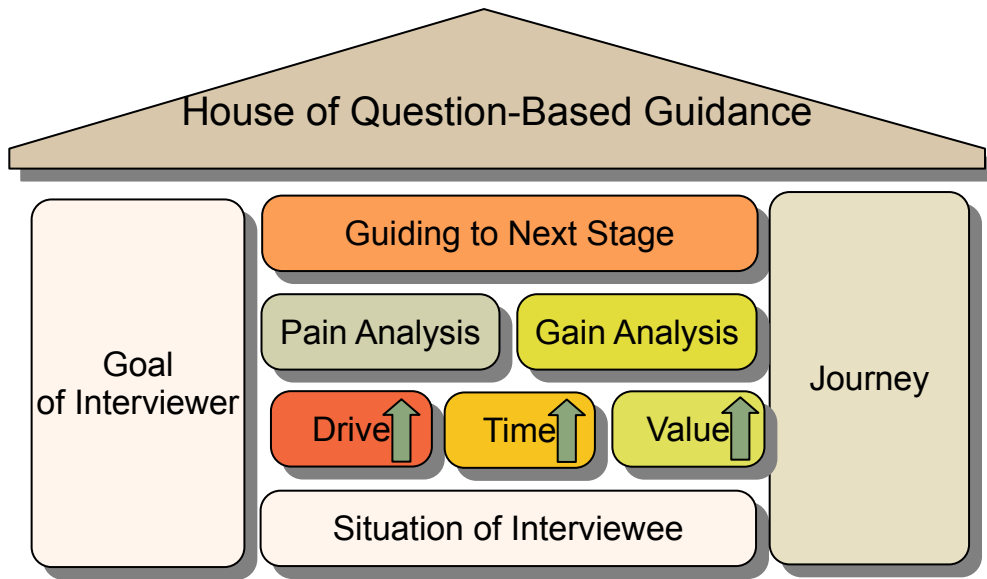 House of Question-Based Guidance
Goal
of Interviewer
Guiding to Next Stage
Pain Analysis
Gain Analysis
Drive
Time
Value
Situation of Interviewee
Journey